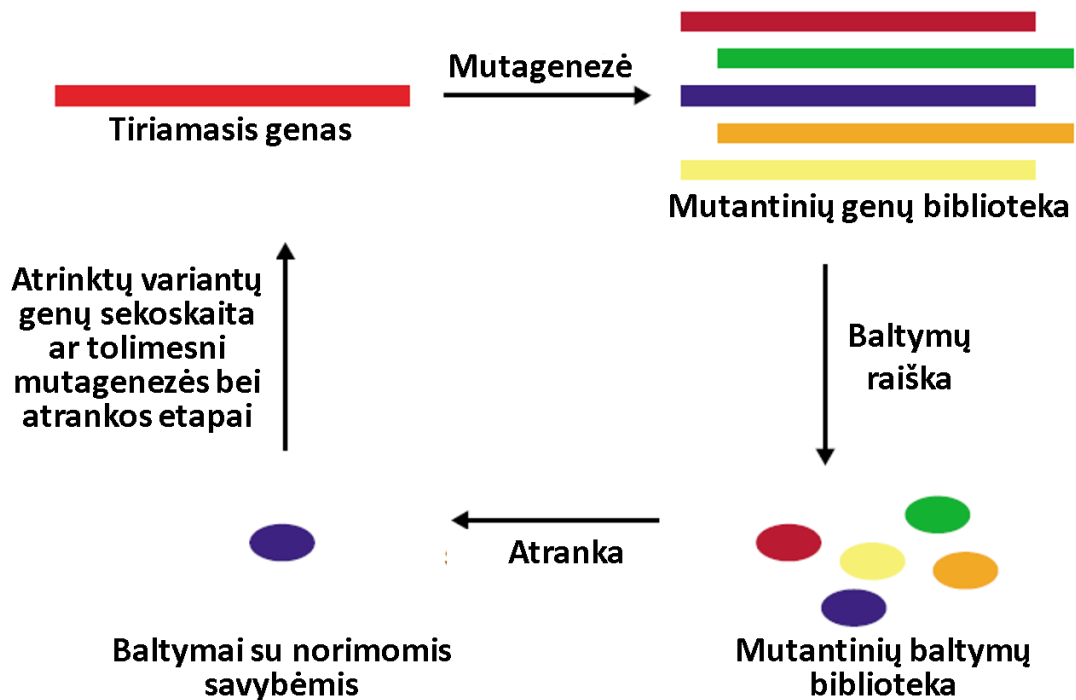 Mutagenezė
Tiriamasis genas
Mutantinių genų biblioteka
Baltymų
raiška
Mutantinių baltymų
biblioteka
Atranka
Baltymai su norimomis
savybėmis
Atrinktų variantų
genų sekoskaita
ar tolimesni
mutagenezės bei
atrankos etapai